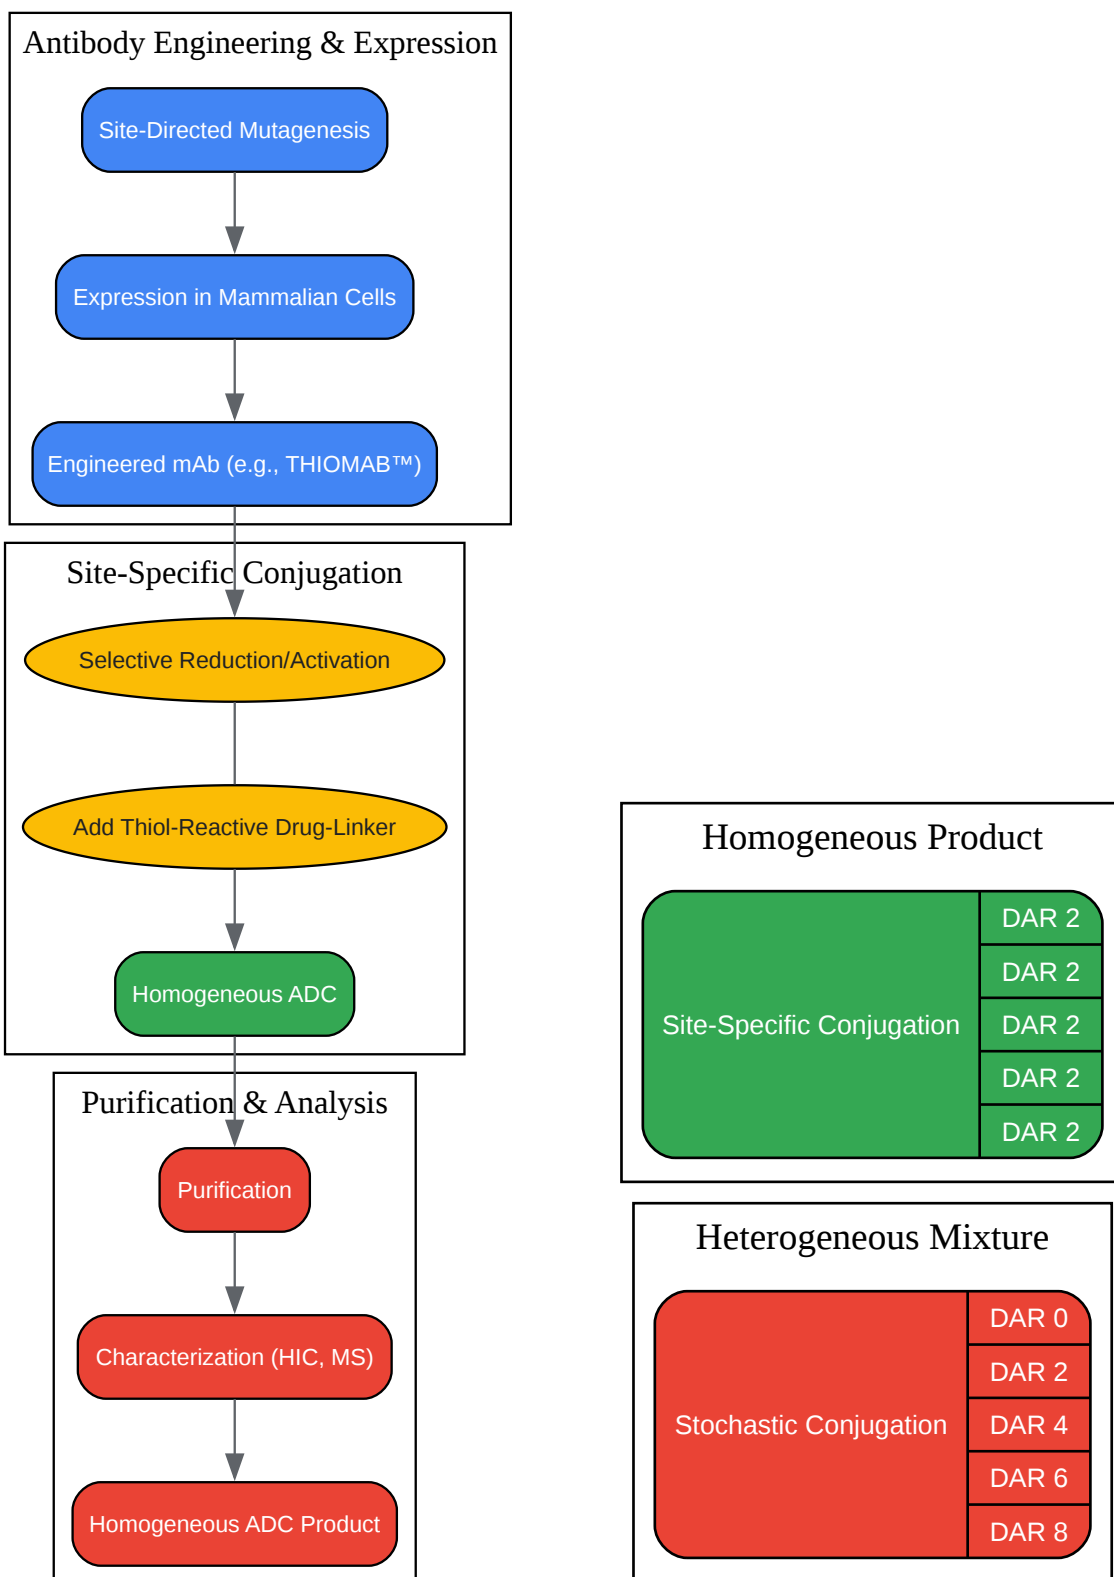 Antibody Engineering & Expression
Site-Directed Mutagenesis
Expression in Mammalian Cells
Engineered mAb (e.g., THIOMAB™)
Site-Specific Conjugation
Selective Reduction/Activation
Add Thiol-Reactive Drug-Linker
Homogeneous ADC
Purification & Analysis
Purification
Characterization (HIC, MS)
Homogeneous ADC Product
Homogeneous Product
Site-Specific Conjugation
DAR 2
DAR 2
DAR 2
DAR 2
DAR 2
Heterogeneous Mixture
Stochastic Conjugation
DAR 0
DAR 2
DAR 4
DAR 6
DAR 8